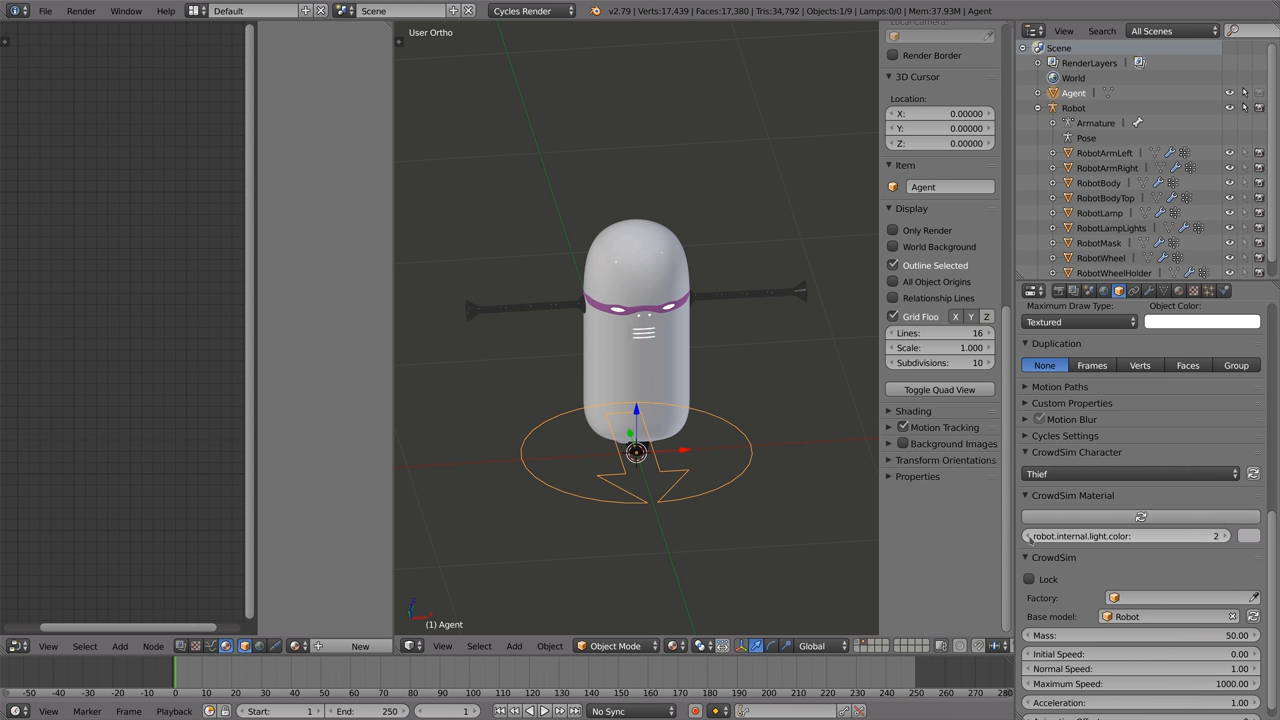 File Render Window Help Default Scene Cycles Render v2.79 | Verts:17,439 | Faces:17,380 | Tris:34,792 | Objects:1/9 | Lamps:0/0 | Mem:37.93M | Agent
User Ortho
Render Border
3D Cursor
Location:
X: 0.00000
Y: 0.00000
Z: 0.00000
Item
Agent
Display
Only Render
World Background
Outline Selected
All Object Origins
Relationship Lines
Grid Floo X Y Z
Lines: 16
Scale: 1.000
Subdivisions: 10
Toggle Quad View
Shading
Motion Tracking
Background Images
Transform Orientations
Properties
(1) Agent
View Search All Scenes
Scene
RenderLayers
World
Agent
Robot
Armature
Pose
RobotArmLeft
RobotArmRight
RobotBody
RobotBodyTop
RobotLamp
RobotLampLights
RobotMask
RobotWheel
RobotWheelHolder
Maximum Draw Type: Object Color:
Textured
Duplication
None Frames Verts Faces Group
Motion Paths
Custom Properties
Motion Blur
Cycles Settings
CrowdSim Character
Thief
CrowdSim Material
robot.internal.light.color: 2
CrowdSim
Lock
Factory:
Base model: Robot
Mass: 50.00
Initial Speed: 0.00
Normal Speed: 1.00
Maximum Speed: 1000.00
Acceleration: 1.00
View Select Add Node New
View Select Add Object Object Mode Global
-50 -40 -30 -20 -10 0 10 20 30 40 50 60 70 80 90 100 110 120 130 140 150 160 170 180 190 200 210 220 230 240 250 260 270 280
View Marker Frame Playback Start: 1 End: 250 1 No Sync